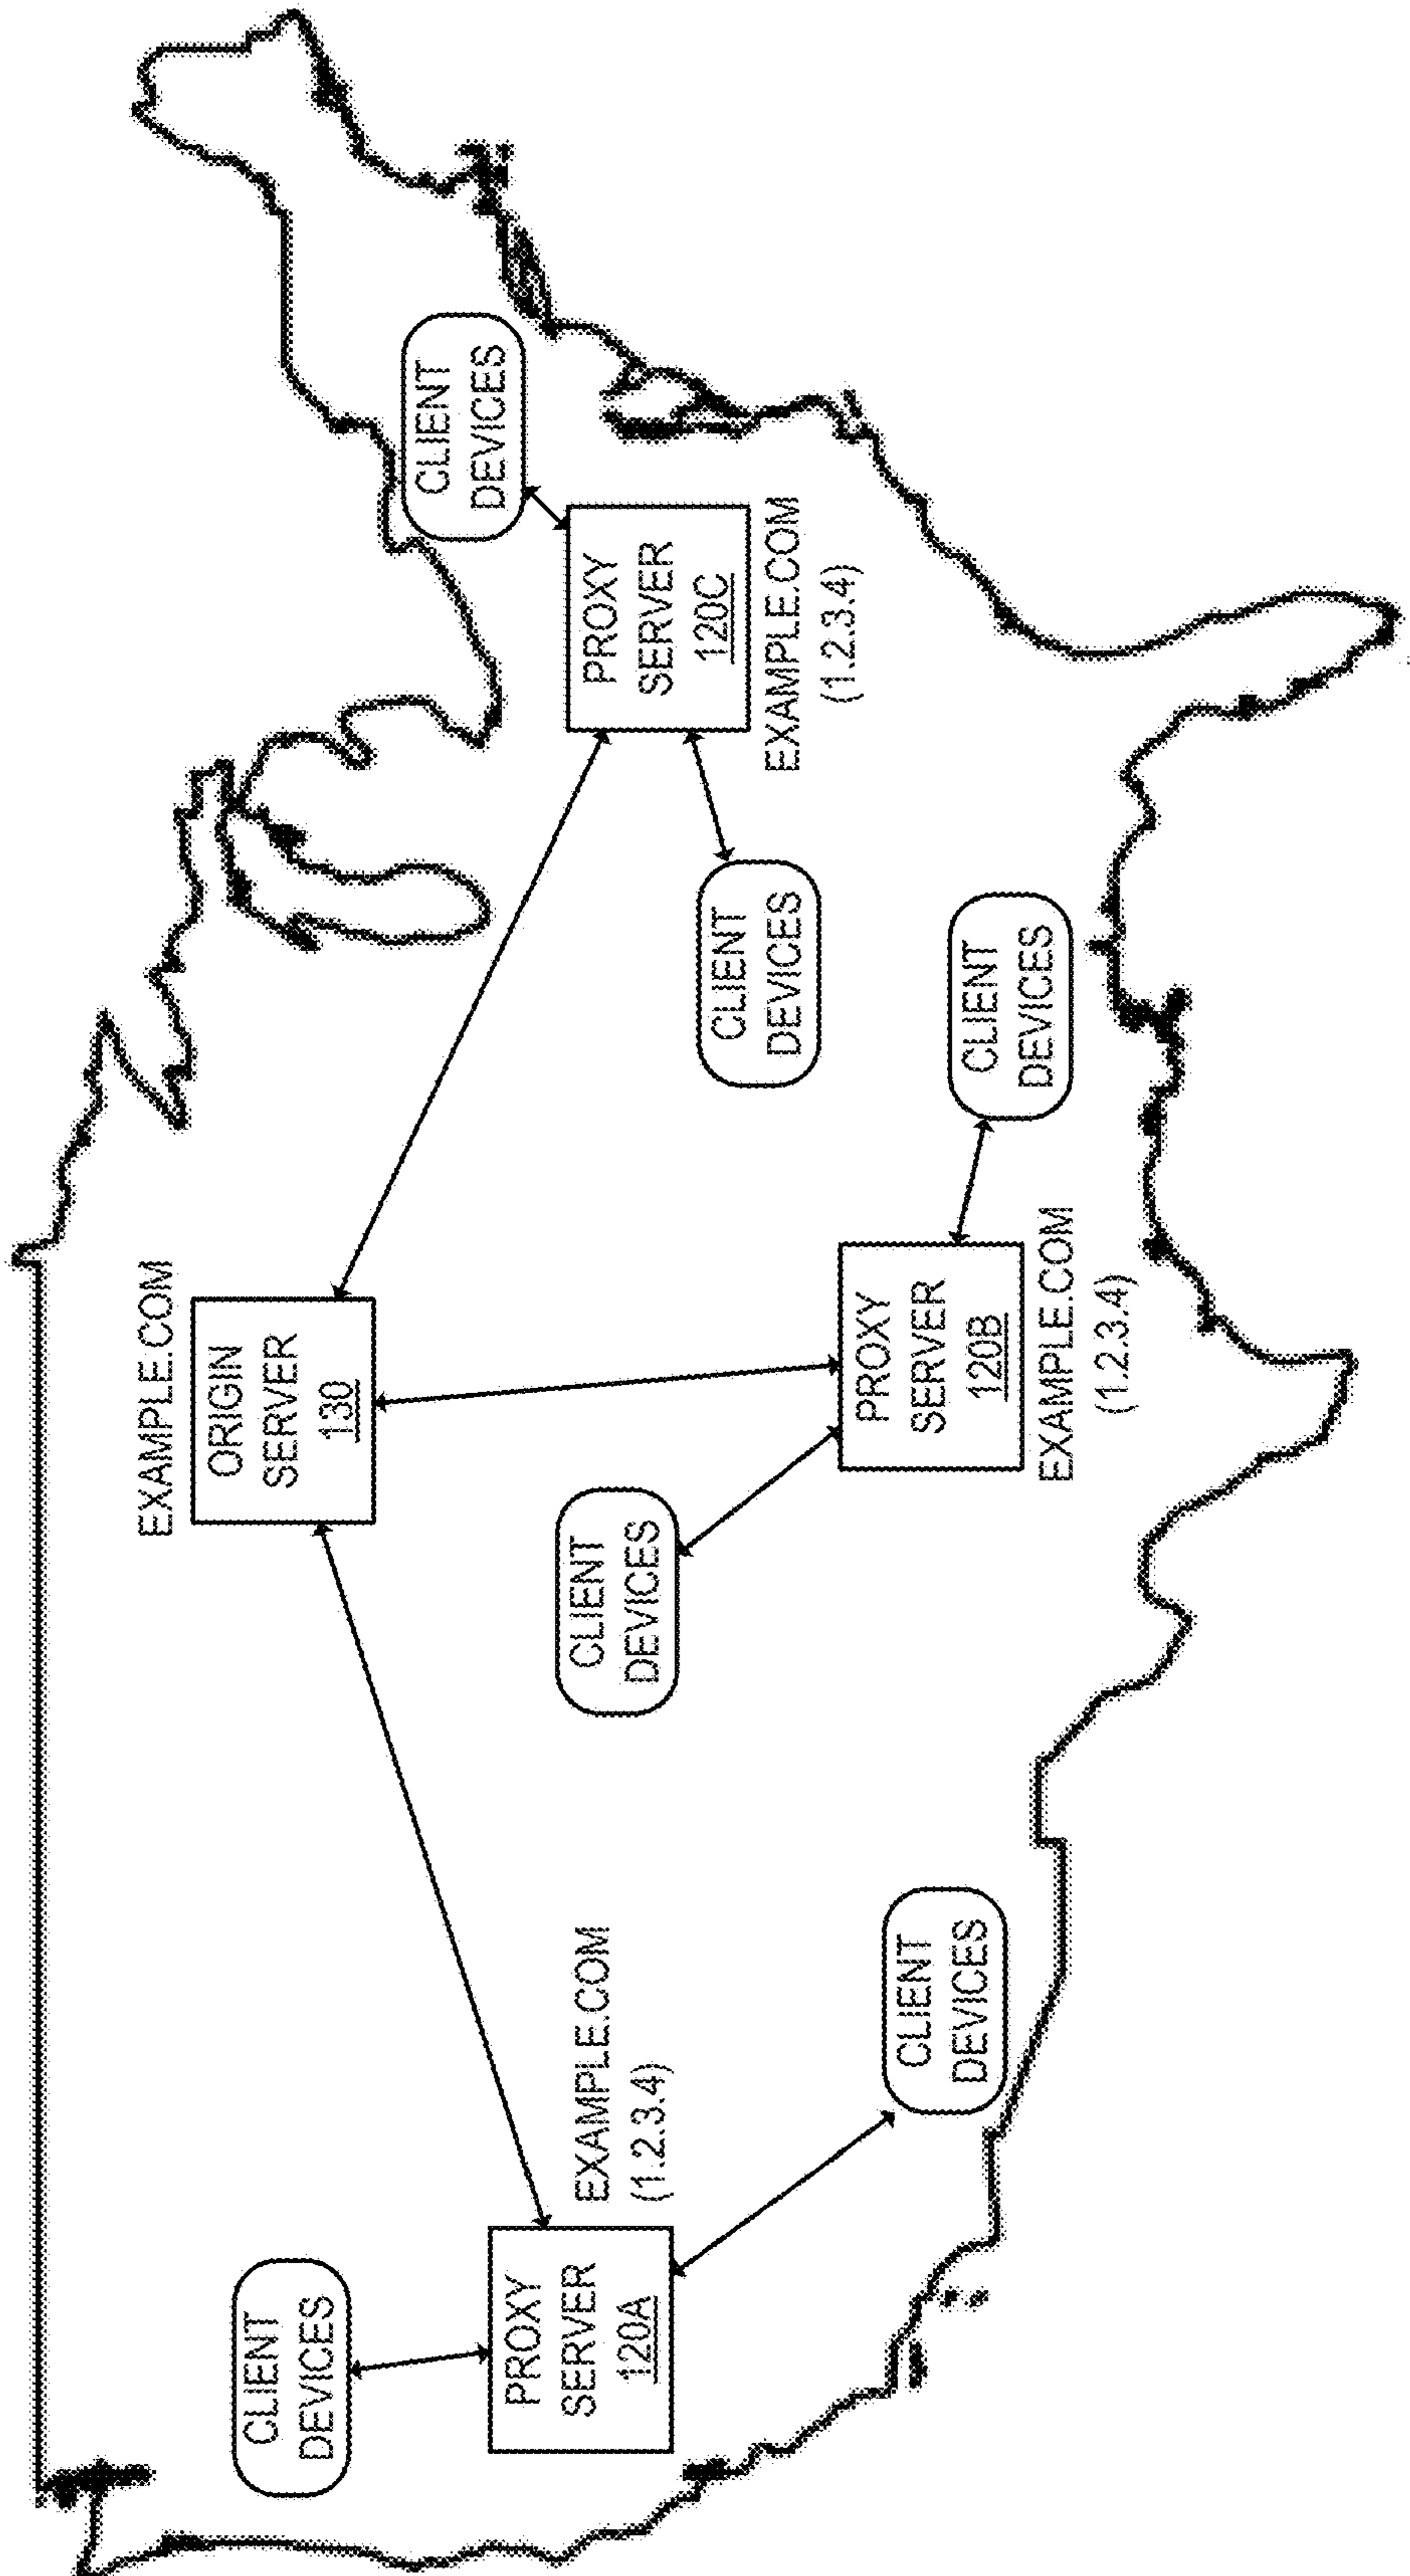 EXAMPLE.COM
ORIGIN
SERVER
130
CLIENT
DEVICES
PROXY
SERVER
120A
EXAMPLE.COM
(1.2.3.4)
CLIENT
DEVICES
CLIENT
DEVICES
PROXY
SERVER
120B
EXAMPLE.COM
(1.2.3.4)
CLIENT
DEVICES
CLIENT
DEVICES
PROXY
SERVER
120C
EXAMPLE.COM
(1.2.3.4)
CLIENT
DEVICES